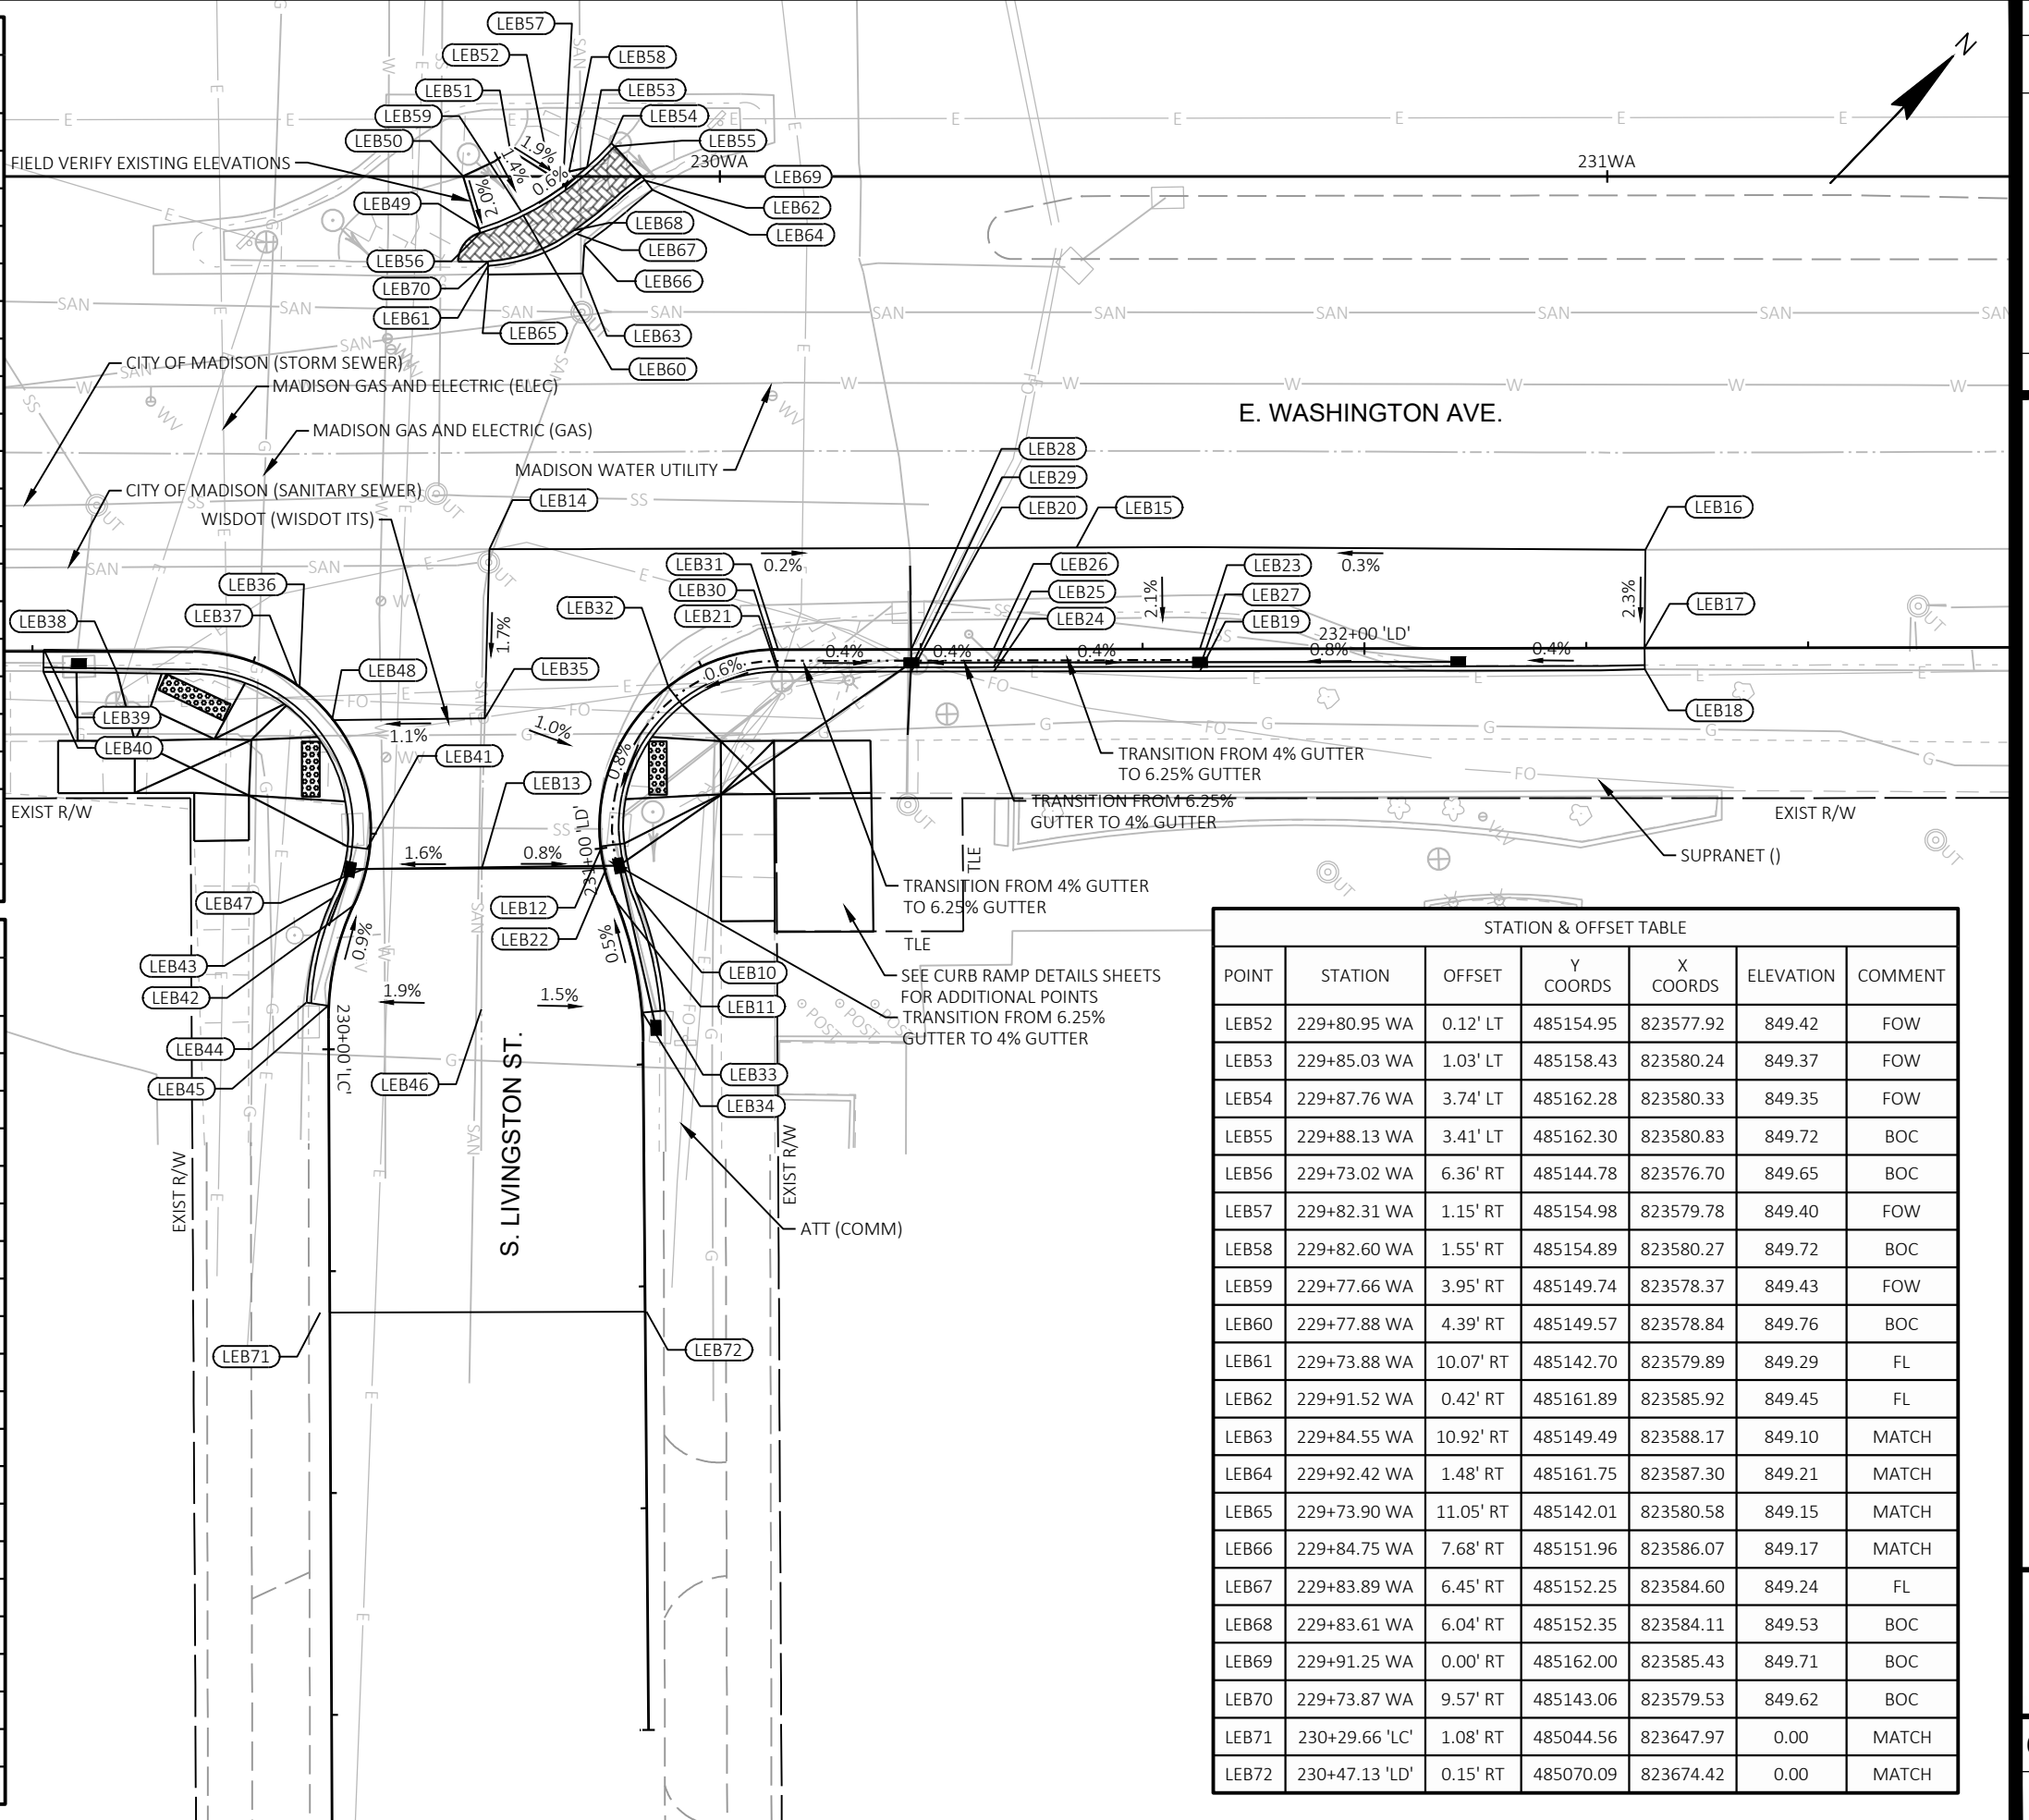 LEB57
LEB52
LEB58
LEB51
LEB53
LEB59
LEB54
LEB50
LEB55
FIELD VERIFY EXISTING ELEVATIONS
1.9%
1.4%
0.6%
2.0%
230WA
231WA
N
LEB69
LEB49
LEB62
LEB68
LEB64
LEB67
LEB56
LEB66
LEB70
LEB61
LEB65
LEB63
LEB60
CITY OF MADISON (STORM SEWER)
MADISON GAS AND ELECTRIC (ELEC)
MADISON GAS AND ELECTRIC (GAS)
MADISON WATER UTILITY
E. WASHINGTON AVE.
CITY OF MADISON (SANITARY SEWER)
WISDOT (WISDOT ITS)
LEB14
LEB28
LEB29
LEB20
LEB15
LEB16
LEB31
0.2%
LEB26
LEB23
0.3%
LEB36
LEB30
LEB25
2.1%
LEB27
2.3%
LEB37
LEB32
LEB21
LEB24
LEB19
LEB17
LEB38
1.7%
232+00 'LD'
0.4%
0.4%
0.4%
0.8%
0.4%
LEB48
LEB35
0.6%
LEB39
LEB18
LEB40
1.1%
1.0%
LEB41
0.8%
TRANSITION FROM 4% GUTTER
TO 6.25% GUTTER
LEB13
TRANSITION FROM 6.25%
GUTTER TO 4% GUTTER
EXIST R/W
EXIST R/W
1.6%
0.8%
231+00 'LD'
TLE
SUPRANET ()
TRANSITION FROM 4% GUTTER
TO 6.25% GUTTER
LEB47
LEB12
LEB22
0.9%
0.5%
TLE
LEB43
LEB42
LEB10
LEB11
SEE CURB RAMP DETAILS SHEETS
FOR ADDITIONAL POINTS
TRANSITION FROM 6.25%
GUTTER TO 4% GUTTER
1.9%
1.5%
LEB44
LEB45
230+00 'LC'
LEB46
S. LIVINGSTON ST.
LEB33
LEB34
EXIST R/W
EXIST R/W
ATT (COMM)
LEB71
LEB72
STATION & OFFSET TABLE
POINT STATION OFFSET Y COORDS X COORDS ELEVATION COMMENT
LEB52 229+80.95 WA 0.12' LT 485154.95 823577.92 849.42 FOW
LEB53 229+85.03 WA 1.03' LT 485158.43 823580.24 849.37 FOW
LEB54 229+87.76 WA 3.74' LT 485162.28 823580.33 849.35 FOW
LEB55 229+88.13 WA 3.41' LT 485162.30 823580.83 849.72 BOC
LEB56 229+73.02 WA 6.36' RT 485144.78 823576.70 849.65 BOC
LEB57 229+82.31 WA 1.15' RT 485154.98 823579.78 849.40 FOW
LEB58 229+82.60 WA 1.55' RT 485154.89 823580.27 849.72 BOC
LEB59 229+77.66 WA 3.95' RT 485149.74 823578.37 849.43 FOW
LEB60 229+77.88 WA 4.39' RT 485149.57 823578.84 849.76 BOC
LEB61 229+73.88 WA 10.07' RT 485142.70 823579.89 849.29 FL
LEB62 229+91.52 WA 0.42' RT 485161.89 823585.92 849.45 FL
LEB63 229+84.55 WA 10.92' RT 485149.49 823588.17 849.10 MATCH
LEB64 229+92.42 WA 1.48' RT 485161.75 823587.30 849.21 MATCH
LEB65 229+73.90 WA 11.05' RT 485142.01 823580.58 849.15 MATCH
LEB66 229+84.75 WA 7.68' RT 485151.96 823586.07 849.17 MATCH
LEB67 229+83.89 WA 6.45' RT 485152.25 823584.60 849.24 FL
LEB68 229+83.61 WA 6.04' RT 485152.35 823584.11 849.53 BOC
LEB69 229+91.25 WA 0.00' RT 485162.00 823585.43 849.71 BOC
LEB70 229+73.87 WA 9.57' RT 485143.06 823579.53 849.62 BOC
LEB71 230+29.66 'LC' 1.08' RT 485044.56 823647.97 0.00 MATCH
LEB72 230+47.13 'LD' 0.15' RT 485070.09 823674.42 0.00 MATCH